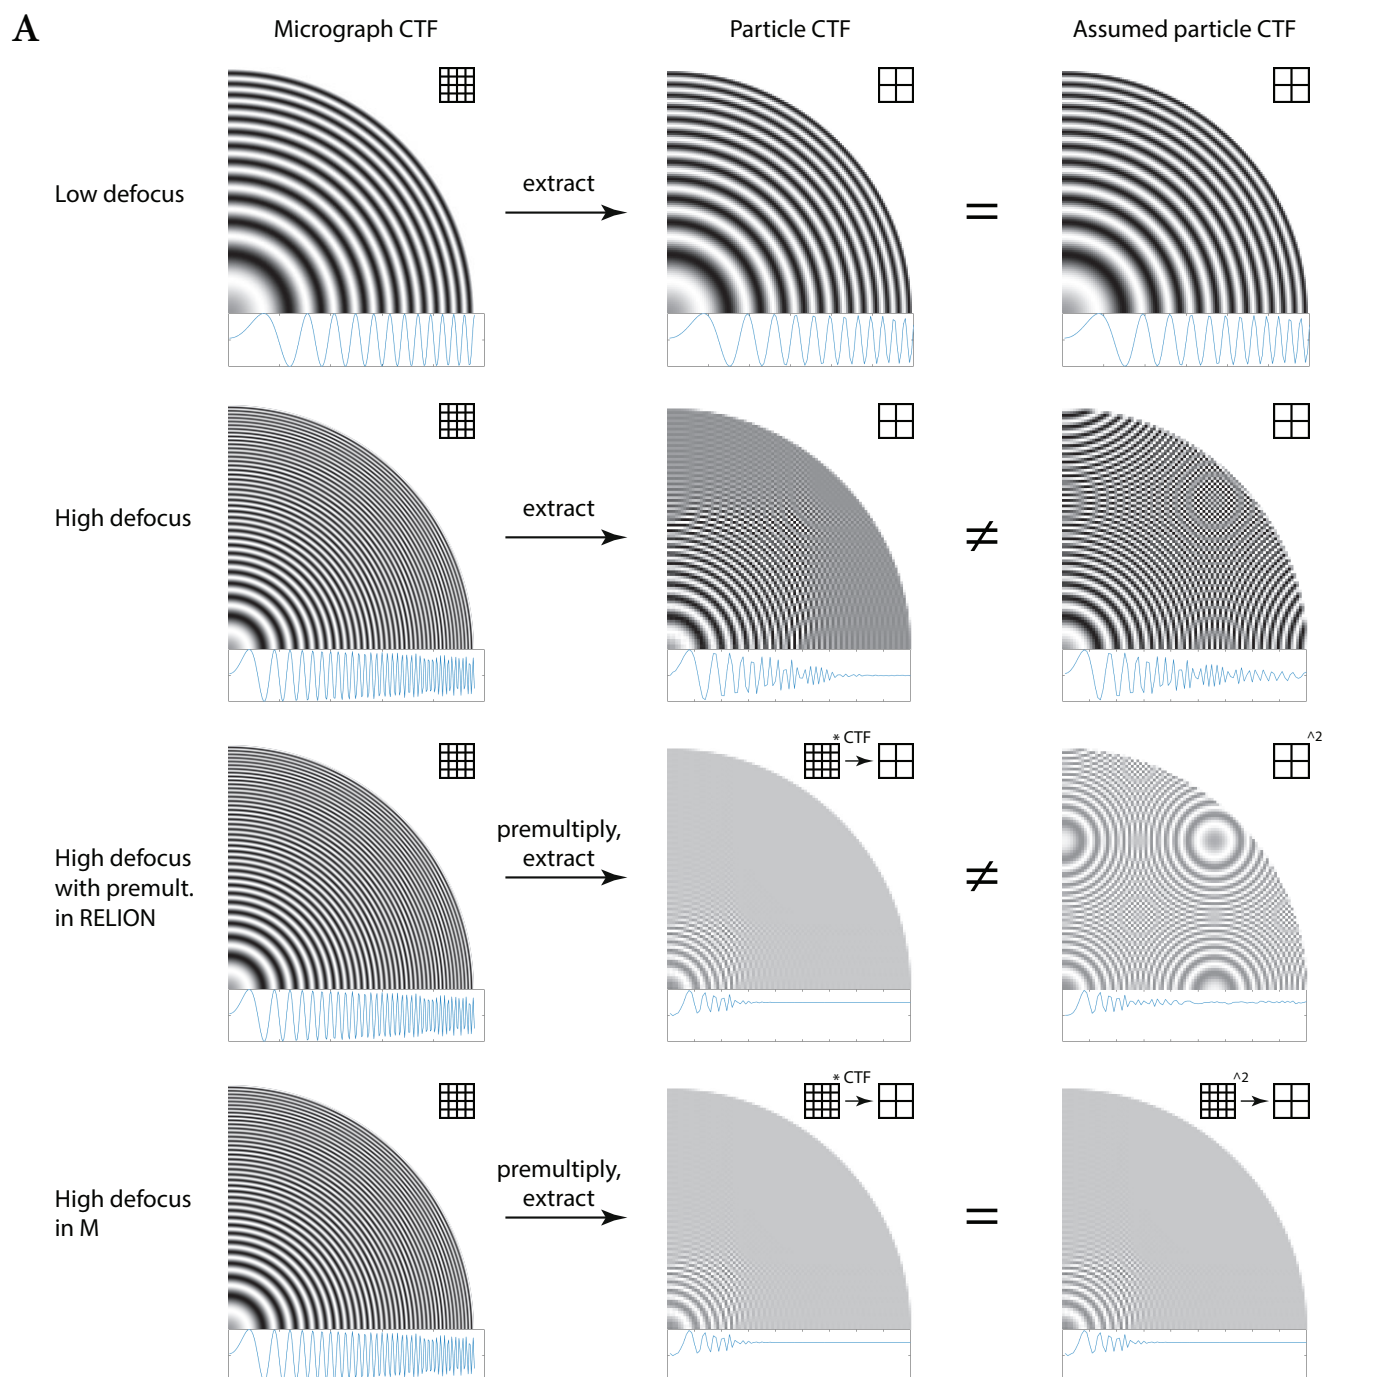 A
Micrograph CTF
Particle CTF
Assumed particle CTF
Low defocus
extract
=
High defocus
extract
≠
* CTF
^2
High defocus
with premult.
in RELION
premultiply,
extract
≠
* CTF
^2
High defocus
in M
premultiply,
extract
=